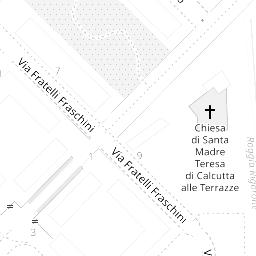 Via Fratelli Fraschini
Chiesa
di Santa
Madre
Teresa
di Calcutta
alle Terrazze
Via Fratelli Fraschini
V